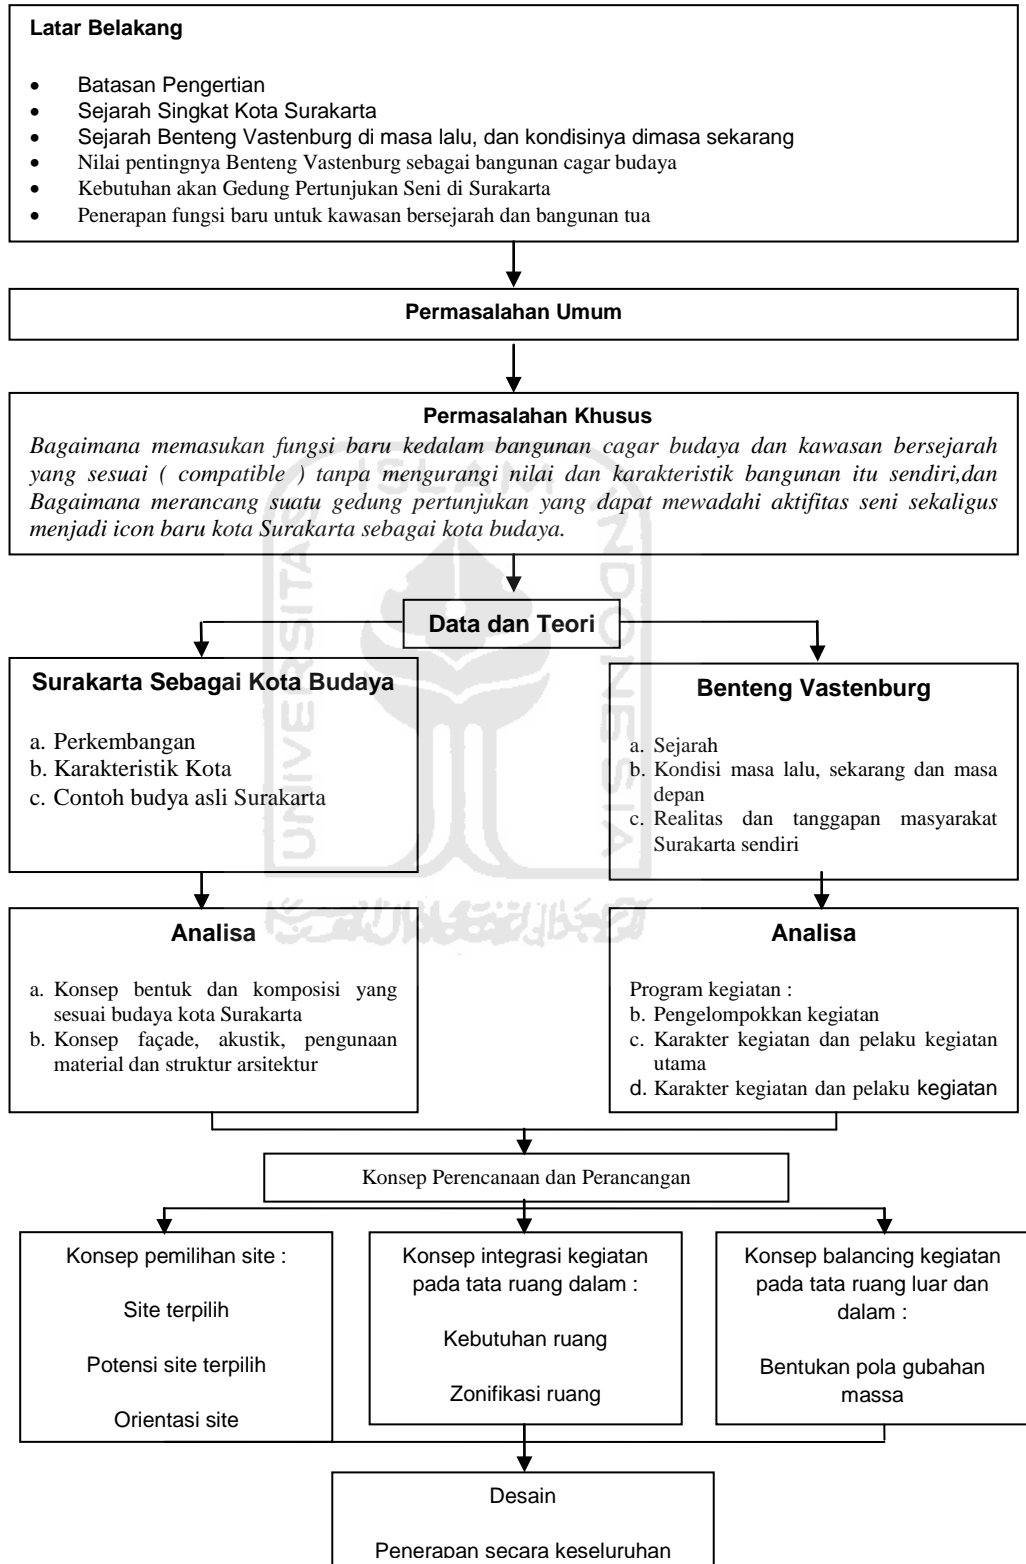 Latar Belakang
• Batasan Pengertian
• Sejarah Singkat Kota Surakarta
• Sejarah Benteng Vastenburg di masa lalu, dan kondisinya dimasa sekarang
• Nilai pentingnya Benteng Vastenburg sebagai bangunan cagar budaya
• Kebutuhan akan Gedung Pertunjukan Seni di Surakarta
• Penerapan fungsi baru untuk kawasan bersejarah dan bangunan tua
Permasalahan Umum
Permasalahan Khusus
Bagaimana memasukan fungsi baru kedalam bangunan cagar budaya dan kawasan bersejarah
yang sesuai ( compatible ) tanpa mengurangi nilai dan karakteristik bangunan itu sendiri,dan
Bagaimana merancang suatu gedung pertunjukan yang dapat mewadahi aktifitas seni sekaligus
menjadi icon baru kota Surakarta sebagai kota budaya.
Data dan Teori
Surakarta Sebagai Kota Budaya
a. Perkembangan
b. Karakteristik Kota
c. Contoh budya asli Surakarta
Benteng Vastenburg
a. Sejarah
b. Kondisi masa lalu, sekarang dan masa
depan
c. Realitas dan tanggapan masyarakat
Surakarta sendiri
Analisa
a. Konsep bentuk dan komposisi yang
sesuai budaya kota Surakarta
b. Konsep façade, akustik, pengunaan
material dan struktur arsitektur
Analisa
Program kegiatan :
b. Pengelompokkan kegiatan
c. Karakter kegiatan dan pelaku kegiatan
utama
d. Karakter kegiatan dan pelaku kegiatan
Konsep Perencanaan dan Perancangan
Konsep pemilihan site :
Site terpilih
Potensi site terpilih
Orientasi site
Konsep integrasi kegiatan
pada tata ruang dalam :
Kebutuhan ruang
Zonifikasi ruang
Konsep balancing kegiatan
pada tata ruang luar dan
dalam :
Bentukan pola gubahan
massa
Desain
Penerapan secara keseluruhan
ISLAM
UNIVERSITAS
INDONESIA